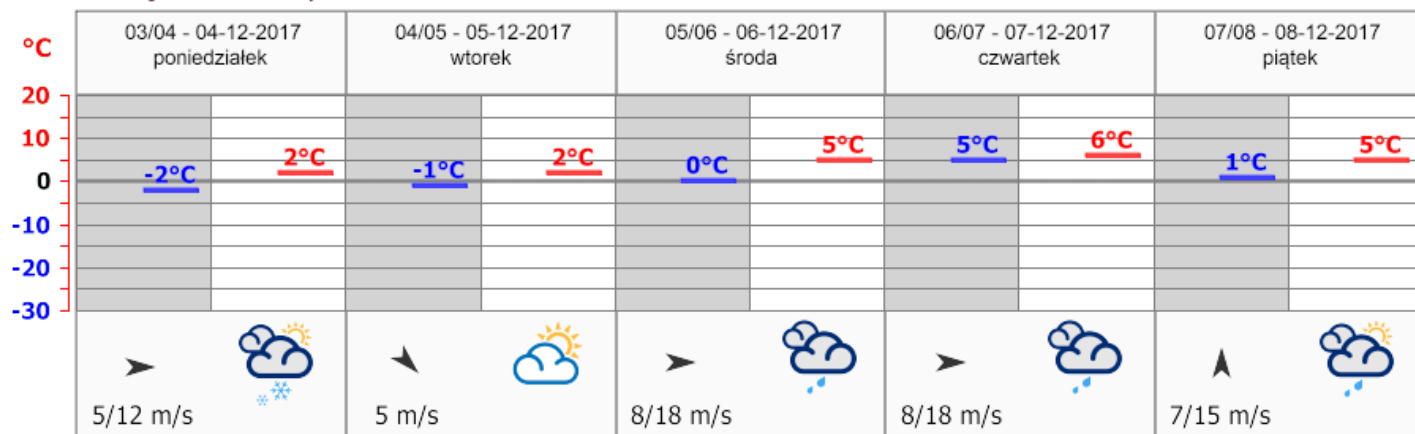 °C
03/04 - 04-12-2017
poniedziałek
04/05 - 05-12-2017
wtorek
05/06 - 06-12-2017
środa
06/07 - 07-12-2017
czwartek
07/08 - 08-12-2017
piątek
20
10
0
-10
-20
-30
-2°C 2°C -1°C 2°C 0°C 5°C 5°C 6°C 1°C 5°C
5/12 m/s 5 m/s 8/18 m/s 8/18 m/s 7/15 m/s